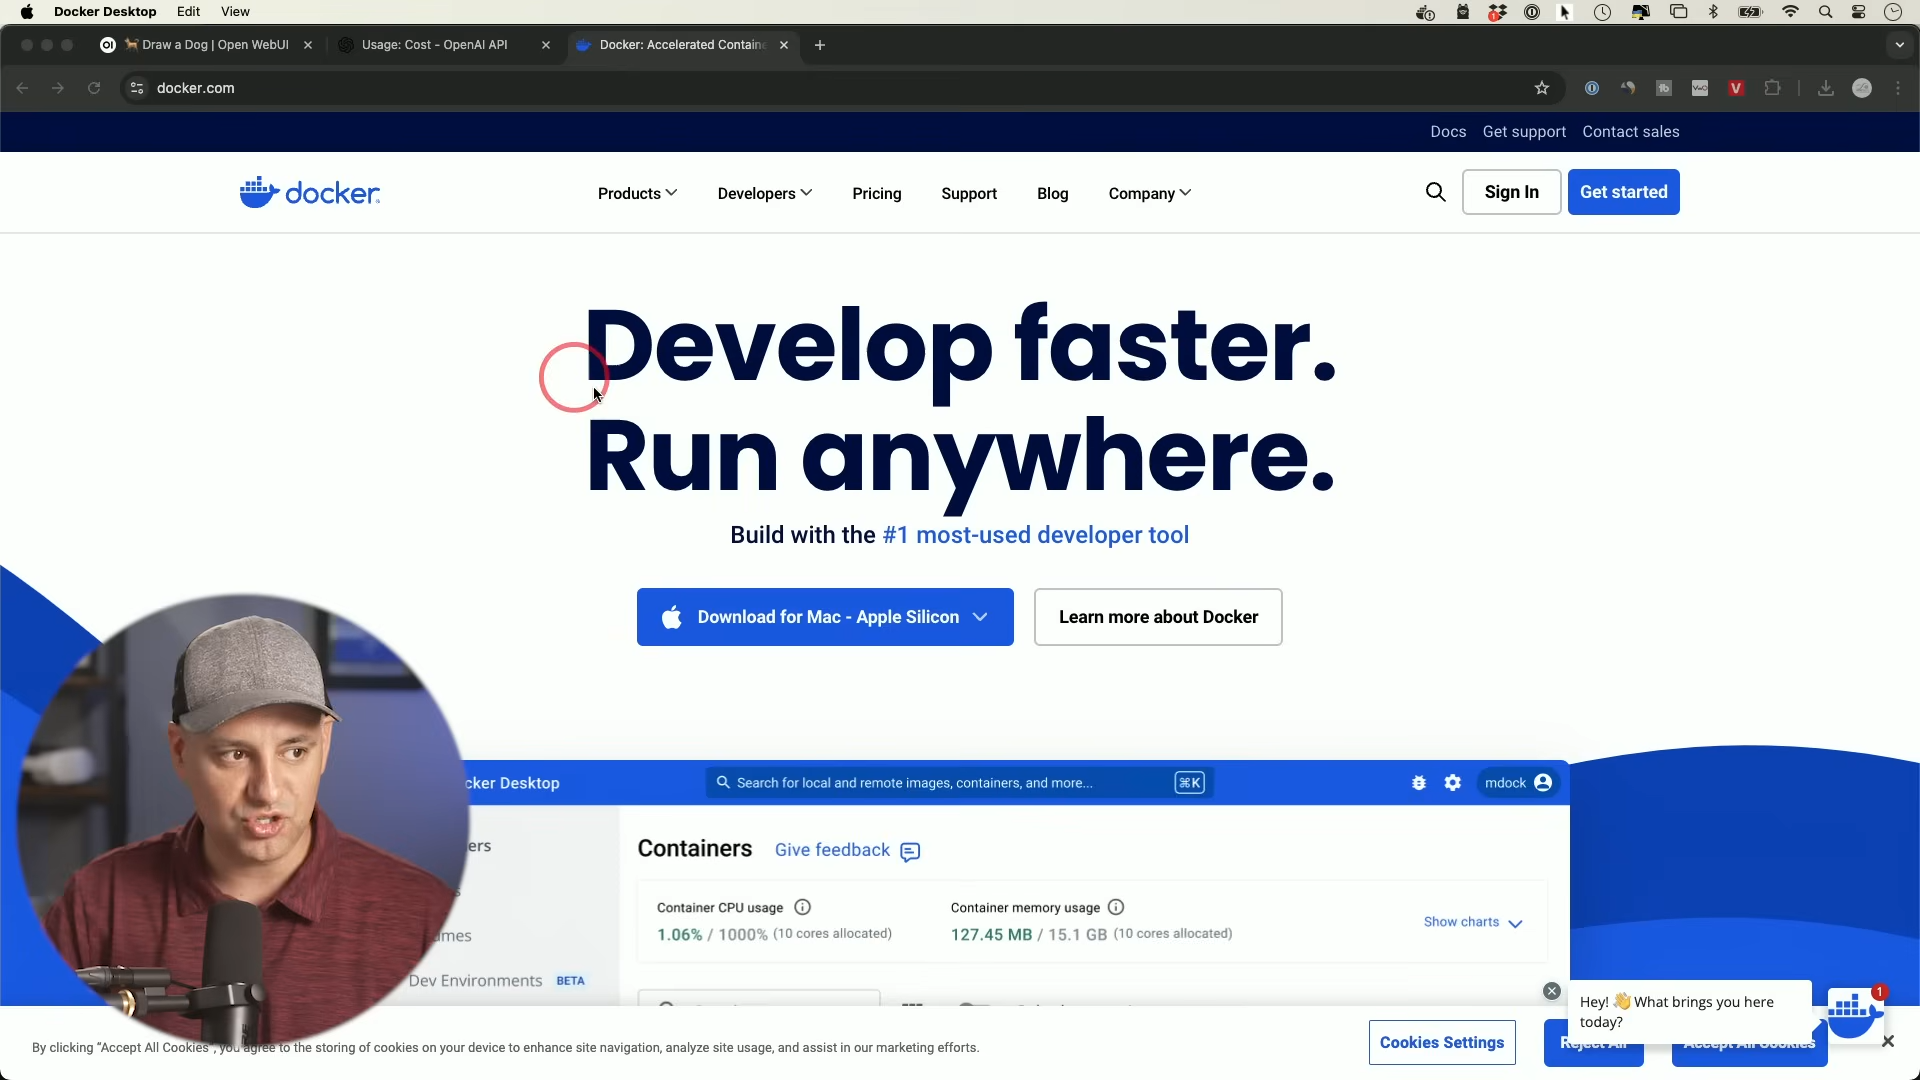 Docker Desktop Edit View
Draw a Dog | Open WebUI
Usage: Cost - OpenAI API
Docker: Accelerated Contain
docker.com
Docs Get support Contact sales
docker
Products Developers Pricing Support Blog Company
Sign In
Get started
Develop faster.
Run anywhere.
Build with the #1 most-used developer tool
Download for Mac - Apple Silicon
Learn more about Docker
cker Desktop
Search for local and remote images, containers, and more...
⌘K
mdock
ers
Containers Give feedback
Container CPU usage
1.06% / 1000% (10 cores allocated)
Container memory usage
127.45 MB / 15.1 GB (10 cores allocated)
Show charts
umes
Dev Environments BETA
Hey! 👋 What brings you here
today?
1
By clicking “Accept All Cookies”, you agree to the storing of cookies on your device to enhance site navigation, analyze site usage, and assist in our marketing efforts.
Cookies Settings
Reject All
Accept All Cookies